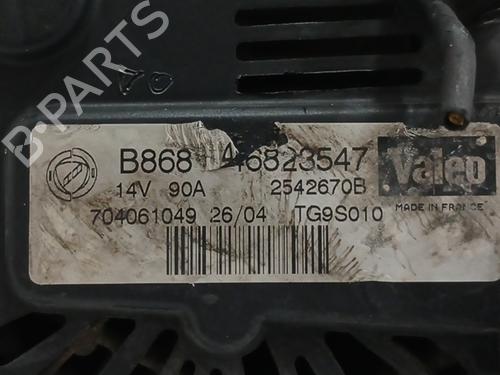 B-PARTS
B868 46823547
Valeo
14V 90A 2542670B
MADE IN FRANCE
704061049 26/04 TG9S010